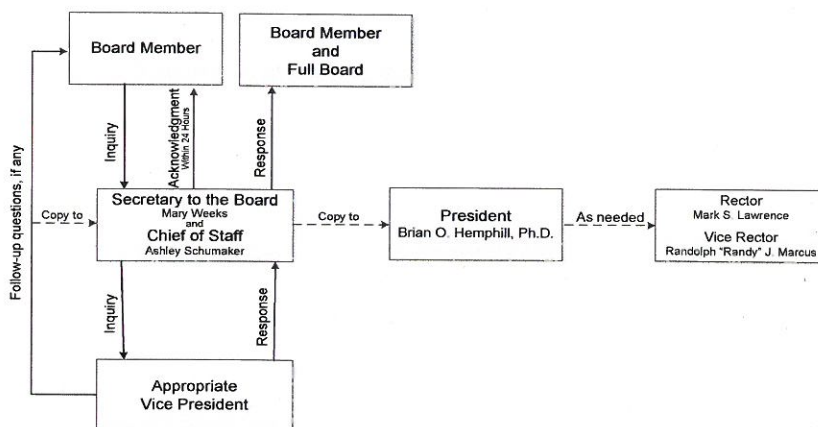 Board Member
Board Member
and
Full Board
Inquiry
Acknowledgment
Within 24 Hours
Response
Follow-up questions, if any
Copy to
Secretary to the Board
Mary Weeks
and
Chief of Staff
Ashley Schumaker
Copy to
President
Brian O. Hemphill, Ph.D.
As needed
Rector
Mark S. Lawrence
Vice Rector
Randolph "Randy" J. Marcus
Inquiry
Response
Appropriate
Vice President